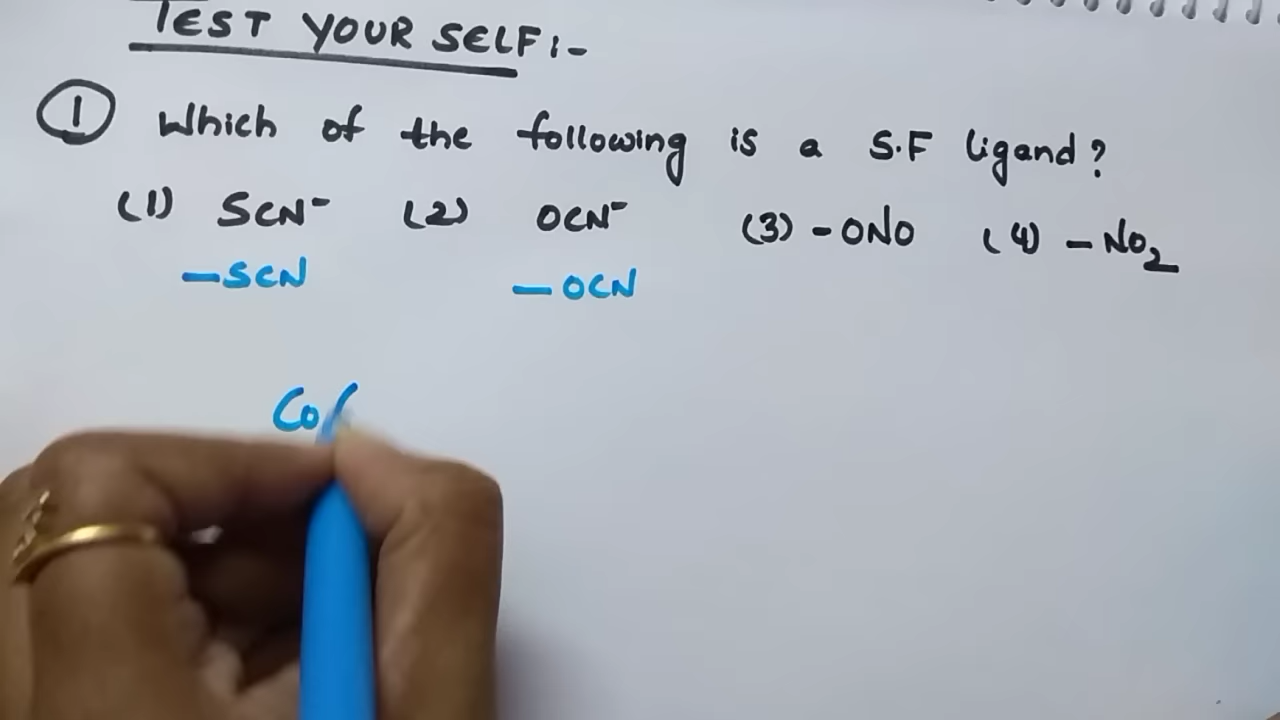 TEST YOUR SELF:-
① Which of the following is a S.F ligand?
(1) SCN⁻ (2) OCN⁻ (3) -ONO (4) -NO₂
-SCN -OCN
Co(